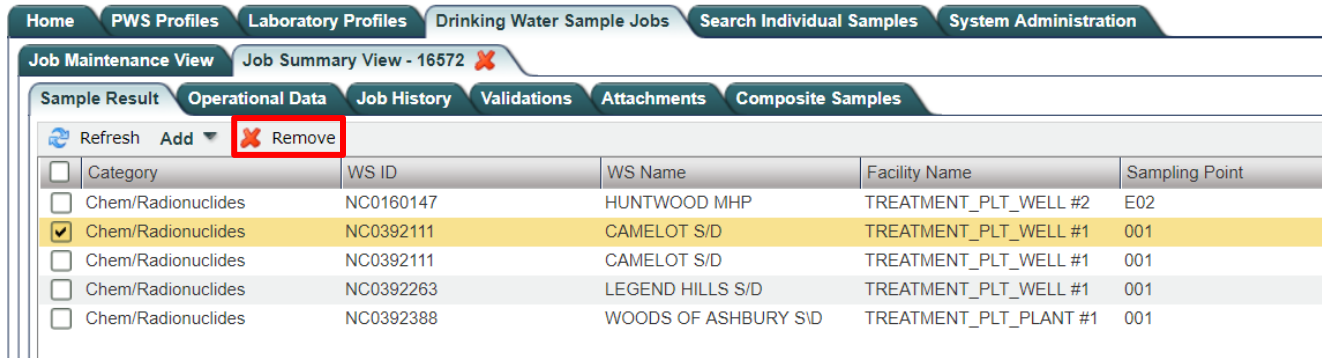 Home PWS Profiles Laboratory Profiles Drinking Water Sample Jobs Search Individual Samples System Administration
Job Maintenance View Job Summary View - 16572
Sample Result Operational Data Job History Validations Attachments Composite Samples
Refresh Add Remove
Category WS ID WS Name Facility Name Sampling Point
Chem/Radionuclides NC0160147 HUNTWOOD MHP TREATMENT_PLT_WELL #2 E02
Chem/Radionuclides NC0392111 CAMELOT S/D TREATMENT_PLT_WELL #1 001
Chem/Radionuclides NC0392111 CAMELOT S/D TREATMENT_PLT_WELL #1 001
Chem/Radionuclides NC0392263 LEGEND HILLS S/D TREATMENT_PLT_WELL #1 001
Chem/Radionuclides NC0392388 WOODS OF ASHBURY S\D TREATMENT_PLT_PLANT #1 001